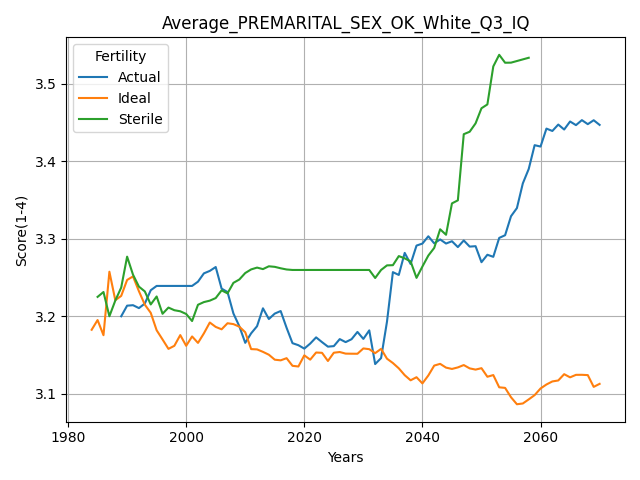 Average_PREMARITAL_SEX_OK_White_Q3_IQ
Fertility
Actual
Ideal
Sterile
Score(1-4)
3.5
3.4
3.3
3.2
3.1
1980
2000
2020
2040
2060
Years